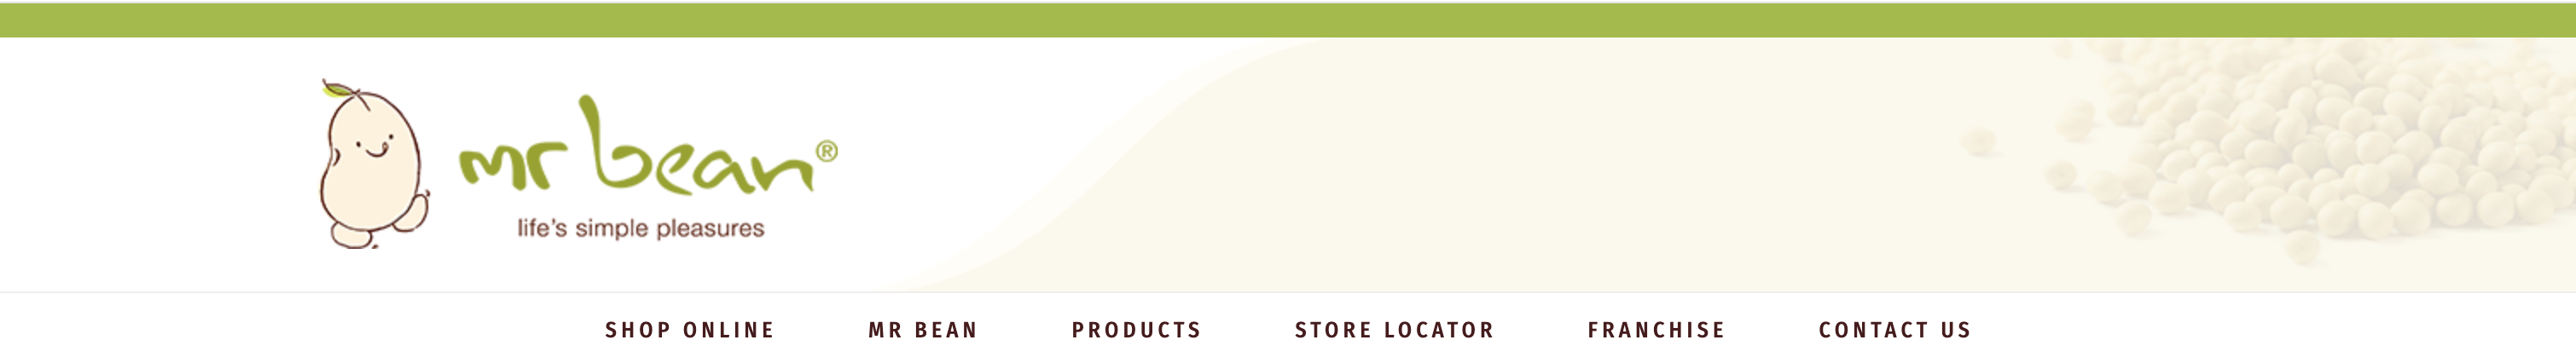 mr bean®
life's simple pleasures
SHOP ONLINE MR BEAN PRODUCTS STORE LOCATOR FRANCHISE CONTACT US